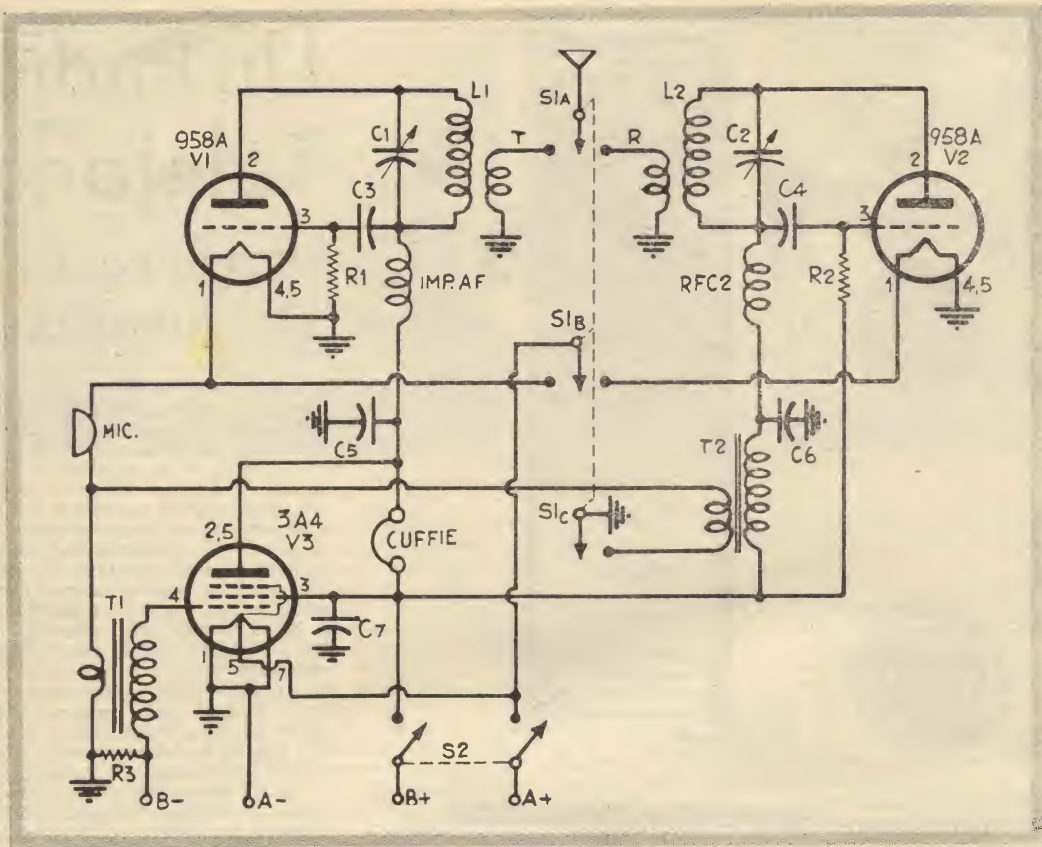 958A
V1
2
3
1
4,5
C1
C3
R1
L1
IMP.AF
T
S1A
R
L2
C2
958A
V2
2
C4
3
R2
1
4,5
RFC2
S1B
MIC.
C5
T2
C6
S1C
CUFFIE
2,5
3A4
V3
4
3
1
5
7
C7
T1
R3
S2
B-
A-
B+
A+